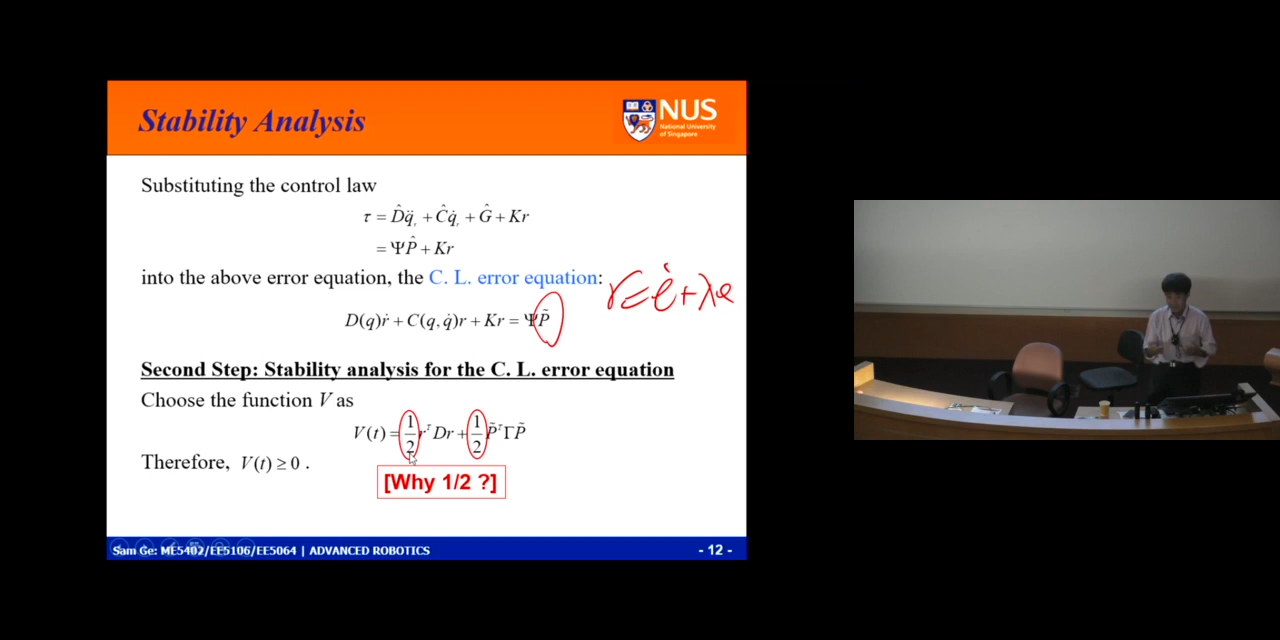 Stability Analysis
NUS
National University
of Singapore
Substituting the control law
τ = D̂q̈ᵣ + Ĉq̇ᵣ + Ĝ + Kr
= ΨP̂ + Kr
into the above error equation, the C. L. error equation:
r = ė + λe
D(q)ṙ + C(q, q̇)r + Kr = ΨP̃
Second Step: Stability analysis for the C. L. error equation
Choose the function V as
V(t) = 1/2 rᵀDr + 1/2 P̃ᵀΓP̃
Therefore, V(t) ≥ 0 .
[Why 1/2 ?]
Sam Ge: ME5402/EE5106/EE5064 | ADVANCED ROBOTICS
- 12 -